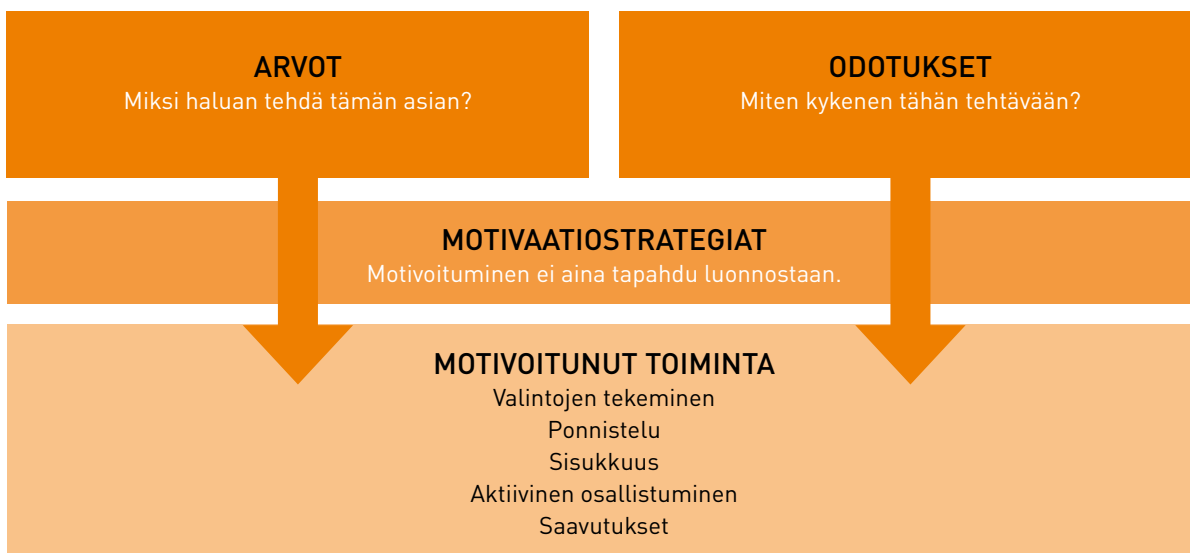 ARVOT
Miksi haluan tehdä tämän asian?
ODOTUKSET
Miten kykenen tähän tehtävään?
MOTIVAATIOSTRATEGIAT
Motivoituminen ei aina tapahdu luonnostaan.
MOTIVOITUNUT TOIMINTA
Valintojen tekeminen
Ponnistelu
Sisukkuus
Aktiivinen osallistuminen
Saavutukset